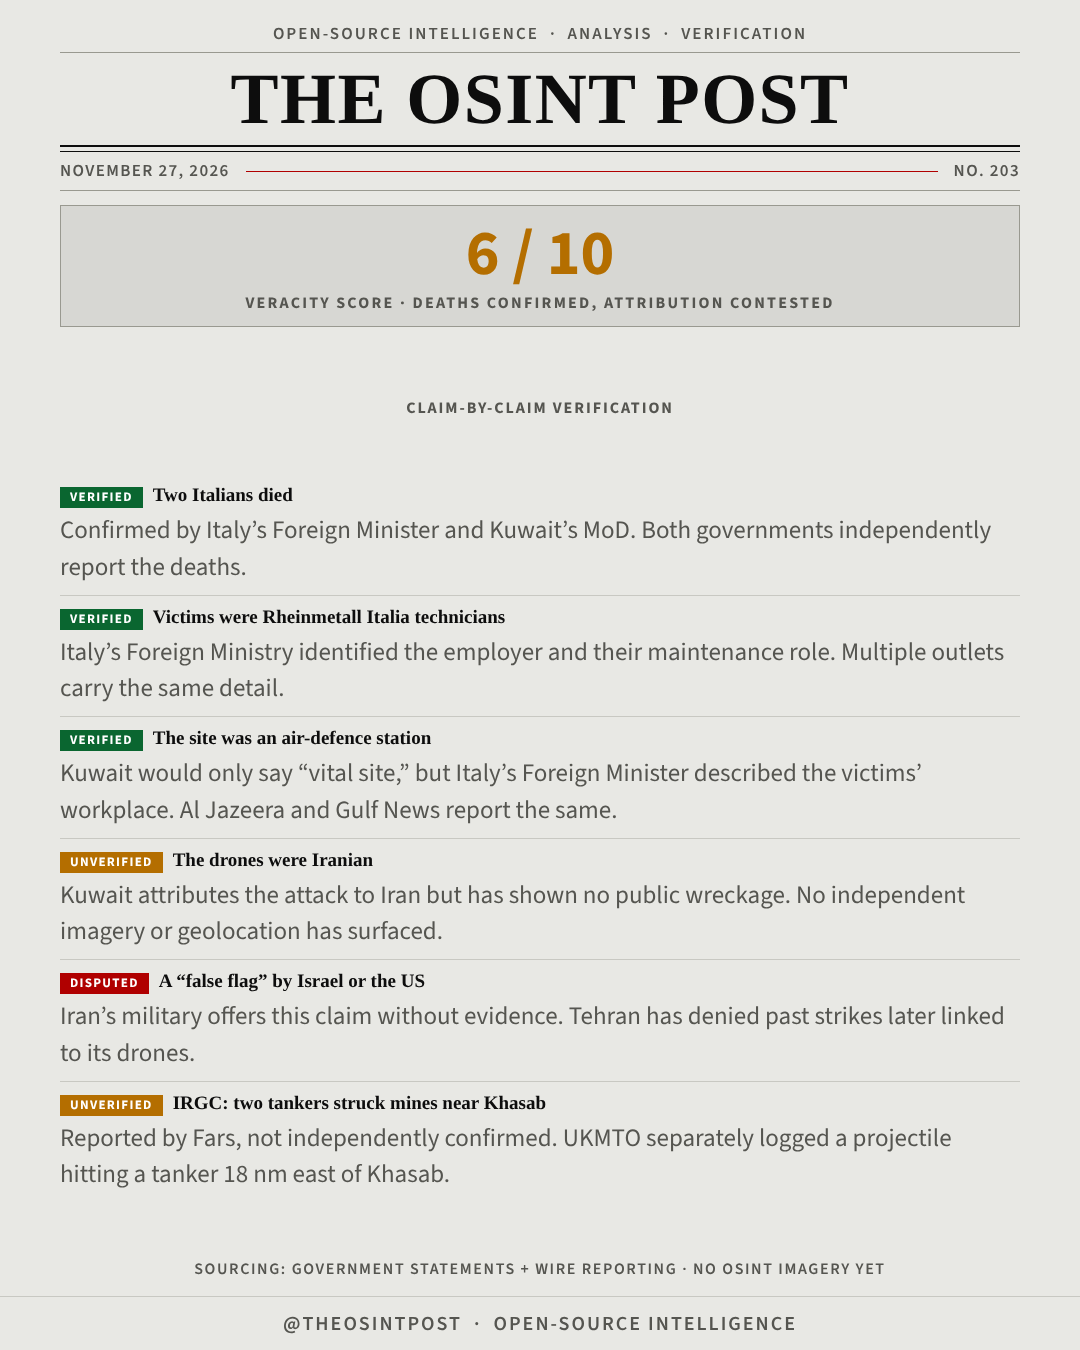 OPEN-SOURCE INTELLIGENCE · ANALYSIS · VERIFICATION
THE OSINT POST
NOVEMBER 27, 2026
NO. 203
6 / 10
VERACITY SCORE · DEATHS CONFIRMED, ATTRIBUTION CONTESTED
CLAIM-BY-CLAIM VERIFICATION
VERIFIED Two Italians died
Confirmed by Italy’s Foreign Minister and Kuwait’s MoD. Both governments independently
report the deaths.
VERIFIED Victims were Rheinmetall Italia technicians
Italy’s Foreign Ministry identified the employer and their maintenance role. Multiple outlets
carry the same detail.
VERIFIED The site was an air-defence station
Kuwait would only say “vital site,” but Italy’s Foreign Minister described the victims’
workplace. Al Jazeera and Gulf News report the same.
UNVERIFIED The drones were Iranian
Kuwait attributes the attack to Iran but has shown no public wreckage. No independent
imagery or geolocation has surfaced.
DISPUTED A “false flag” by Israel or the US
Iran’s military offers this claim without evidence. Tehran has denied past strikes later linked
to its drones.
UNVERIFIED IRGC: two tankers struck mines near Khasab
Reported by Fars, not independently confirmed. UKMTO separately logged a projectile
hitting a tanker 18 nm east of Khasab.
SOURCING: GOVERNMENT STATEMENTS + WIRE REPORTING · NO OSINT IMAGERY YET
@THEOSINTPOST · OPEN-SOURCE INTELLIGENCE